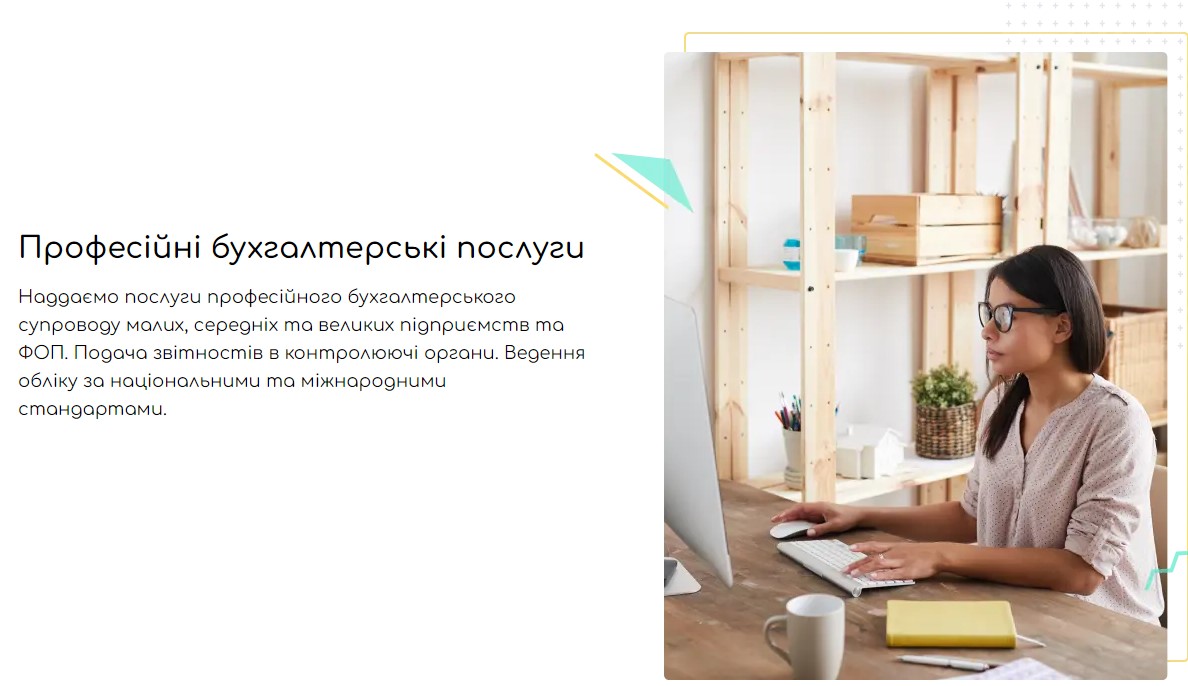 Професійні бухгалтерські послуги
Наддаємо послуги професійного бухгалтерського
супроводу малих, середніх та великих підприємств та
ФОП. Подача звітностів в контролюючі органи. Ведення
обліку за національними та міжнародними
стандартами.